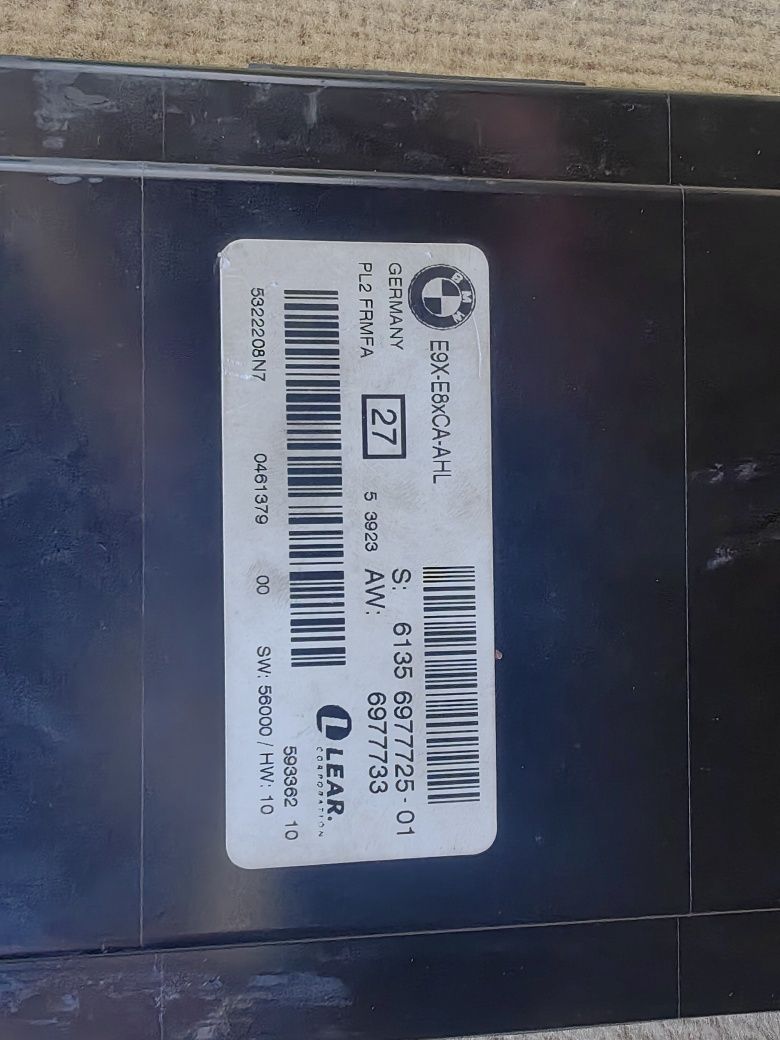 BMW E9X-E8xCA-AHL
GERMANY
PL2 FRMFA
27
5 3923
S: 6135 6977725-01
AW: 6977733
LEAR.
CORPORATION
593362 10
5322208N7 0461379 00 SW: 56000 / HW: 10